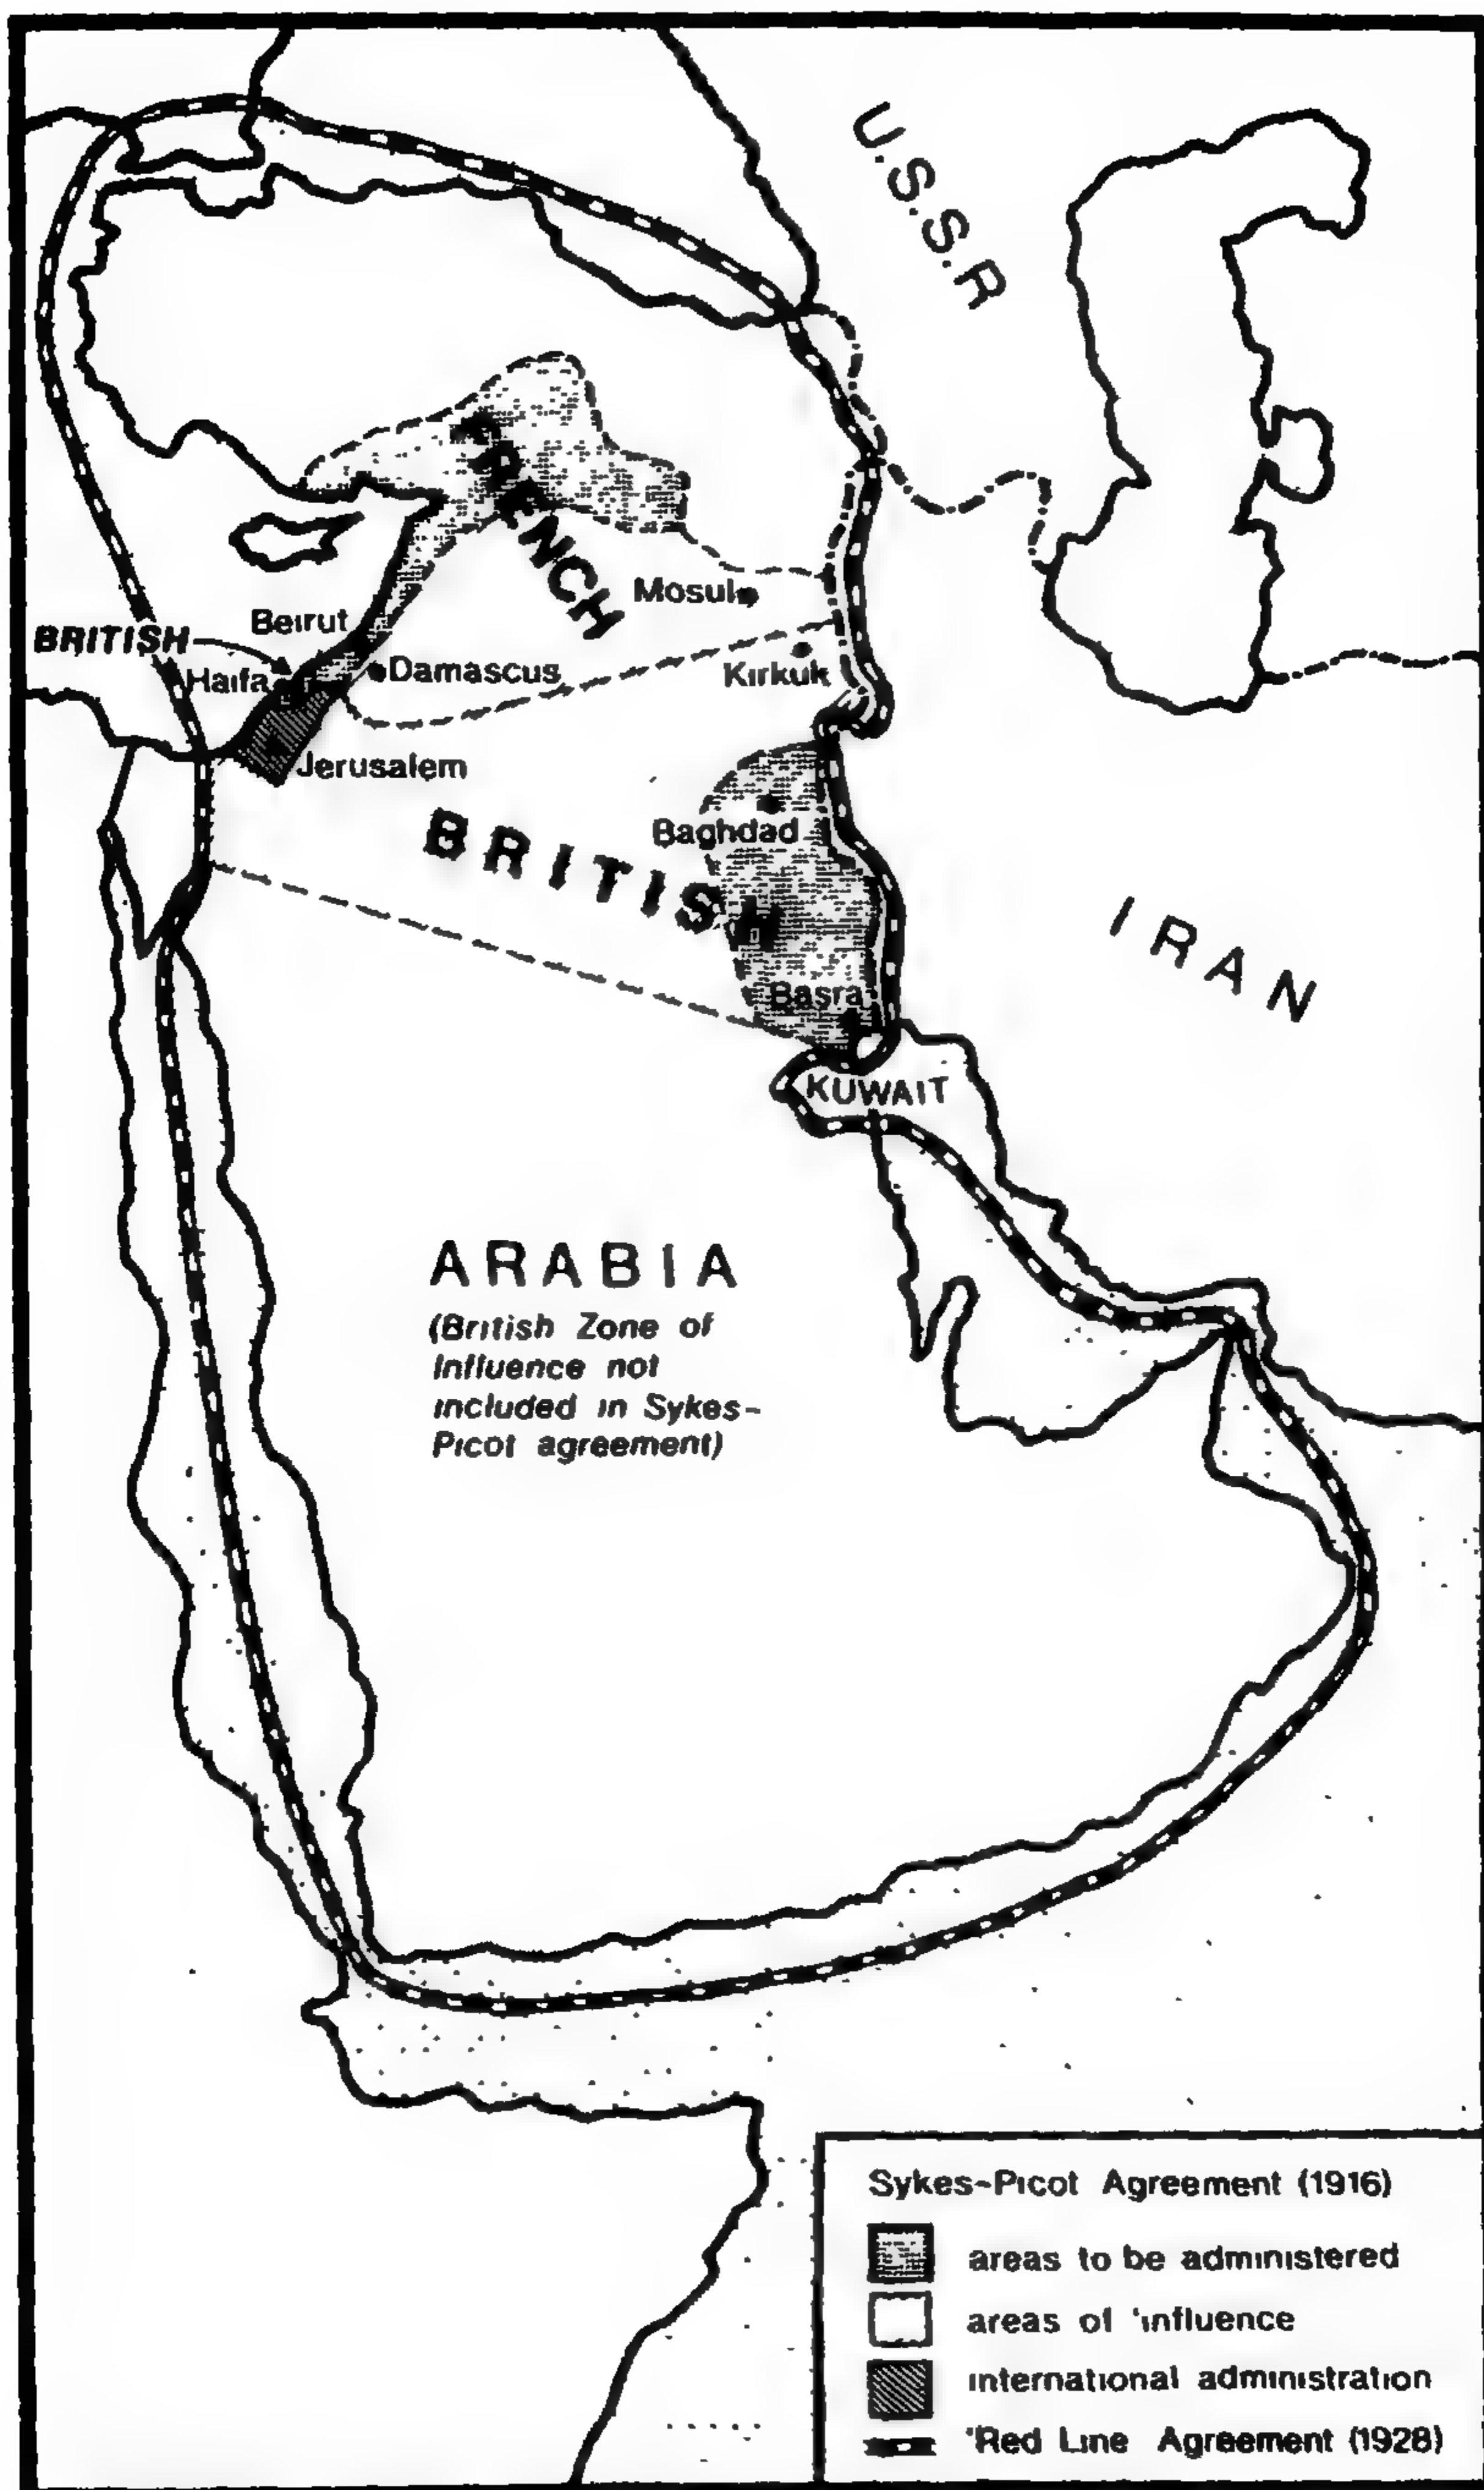 U.S.S.R
FRENCH
Mosul
Beirut
BRITISH
Damascus
Haifa
Kirkuk
Jerusalem
BRITISH
Baghdad
IRAN
Basra
KUWAIT
ARABIA
(British Zone of
Influence not
included in Sykes-
Picot agreement)
Sykes-Picot Agreement (1916)
areas to be administered
areas of 'influence
international administration
'Red Line Agreement (1928)